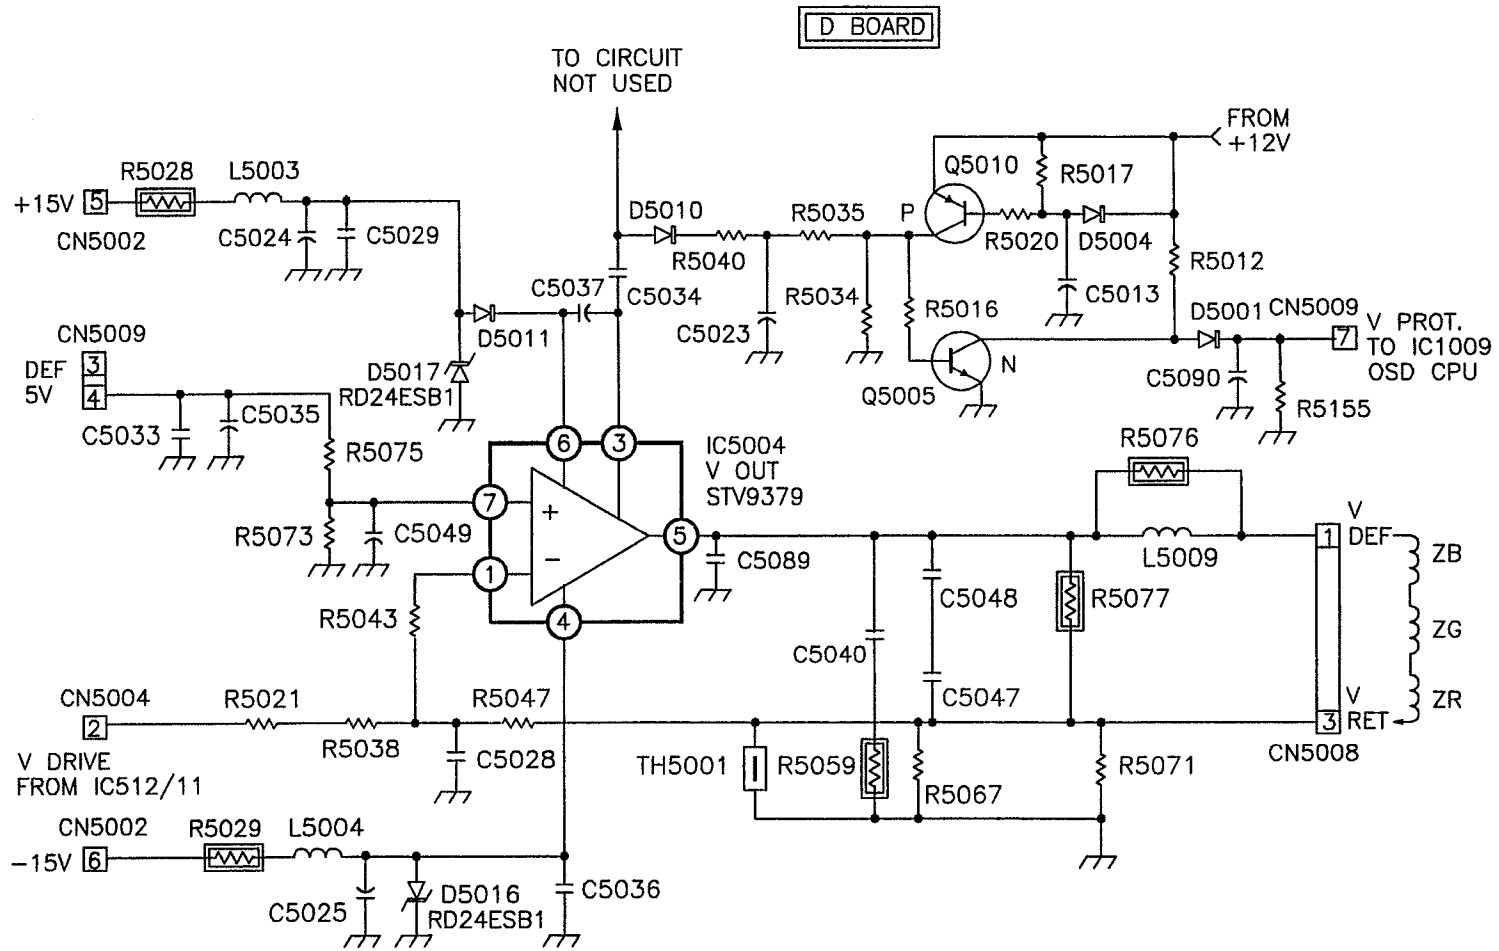 D BOARD
TO CIRCUIT
NOT USED
FROM
+12V
R5028
L5003
Q5010
R5017
+15V
5
CN5002
C5024
C5029
D5010
R5035
P
R5040
R5020
D5004
R5012
C5037
C5034
R5034
C5023
R5016
C5013
D5001
CN5009
7
V PROT.
TO IC1009
OSD CPU
D5011
CN5009
3
4
DEF
5V
D5017
RD24ESB1
Q5005
N
C5090
R5155
C5033
C5035
R5075
6
3
IC5004
V OUT
STV9379
R5076
7
+
R5073
C5049
5
C5089
L5009
V
1
DEF
ZB
1
−
R5043
4
C5048
R5077
ZG
C5040
C5047
CN5004
2
R5021
R5038
R5047
V
3
RET
ZR
CN5008
V DRIVE
FROM IC512/11
C5028
TH5001
R5059
R5067
R5071
CN5002
−15V
6
R5029
L5004
C5025
D5016
RD24ESB1
C5036